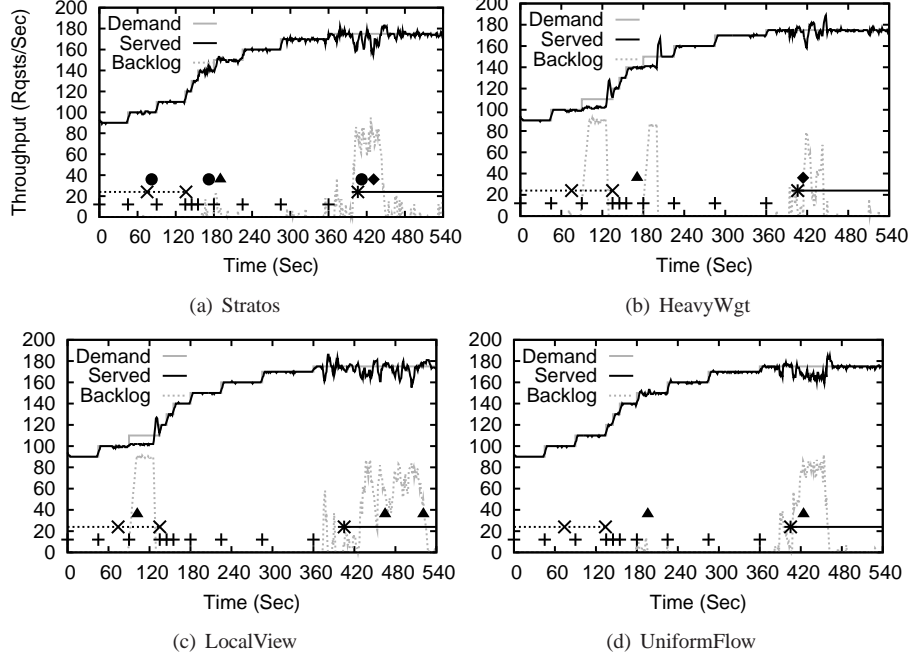 200
180
160
140
120
100
80
60
40
20
0
Throughput (Rqsts/Sec)
Demand
Served
Backlog
0 60 120 180 240 300 360 420 480 540
Time (Sec)
(a) Stratos
200
180
160
140
120
100
80
60
40
20
0
Demand
Served
Backlog
0 60 120 180 240 300 360 420 480 540
Time (Sec)
(b) HeavyWgt
200
180
160
140
120
100
80
60
40
20
0
Demand
Served
Backlog
0 60 120 180 240 300 360 420 480 540
Time (Sec)
(c) LocalView
200
180
160
140
120
100
80
60
40
20
0
Demand
Served
Backlog
0 60 120 180 240 300 360 420 480 540
Time (Sec)
(d) UniformFlow